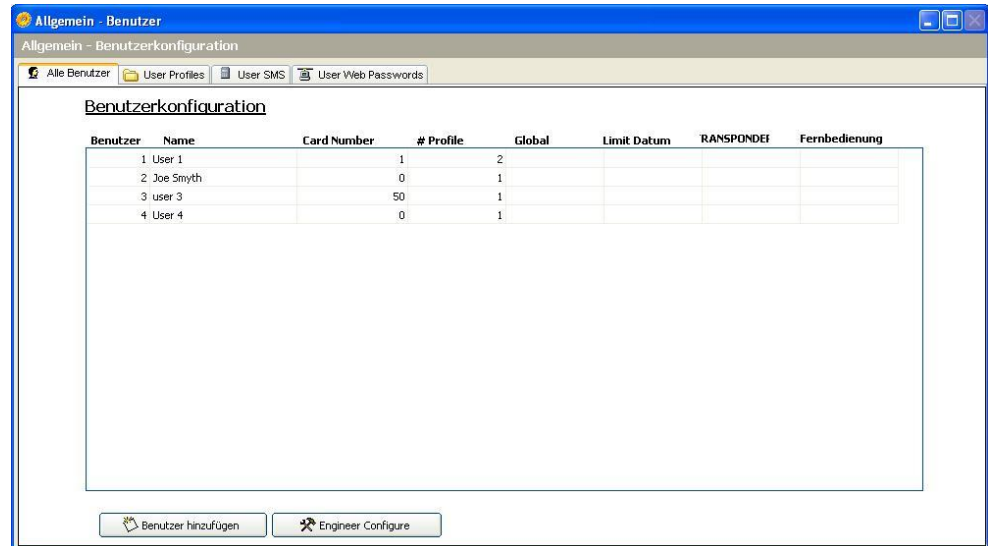 Allgemein - Benutzer
Allgemein - Benutzerkonfiguration
Alle Benutzer User Profiles User SMS User Web Passwords
Benutzerkonfiguration
Benutzer Name Card Number # Profile Global Limit Datum RANSPONDEF Fernbedienung
1 User 1 1 2
2 Joe Smyth 0 1
3 user 3 50 1
4 User 4 0 1
Benutzer hinzufügen Engineer Configure